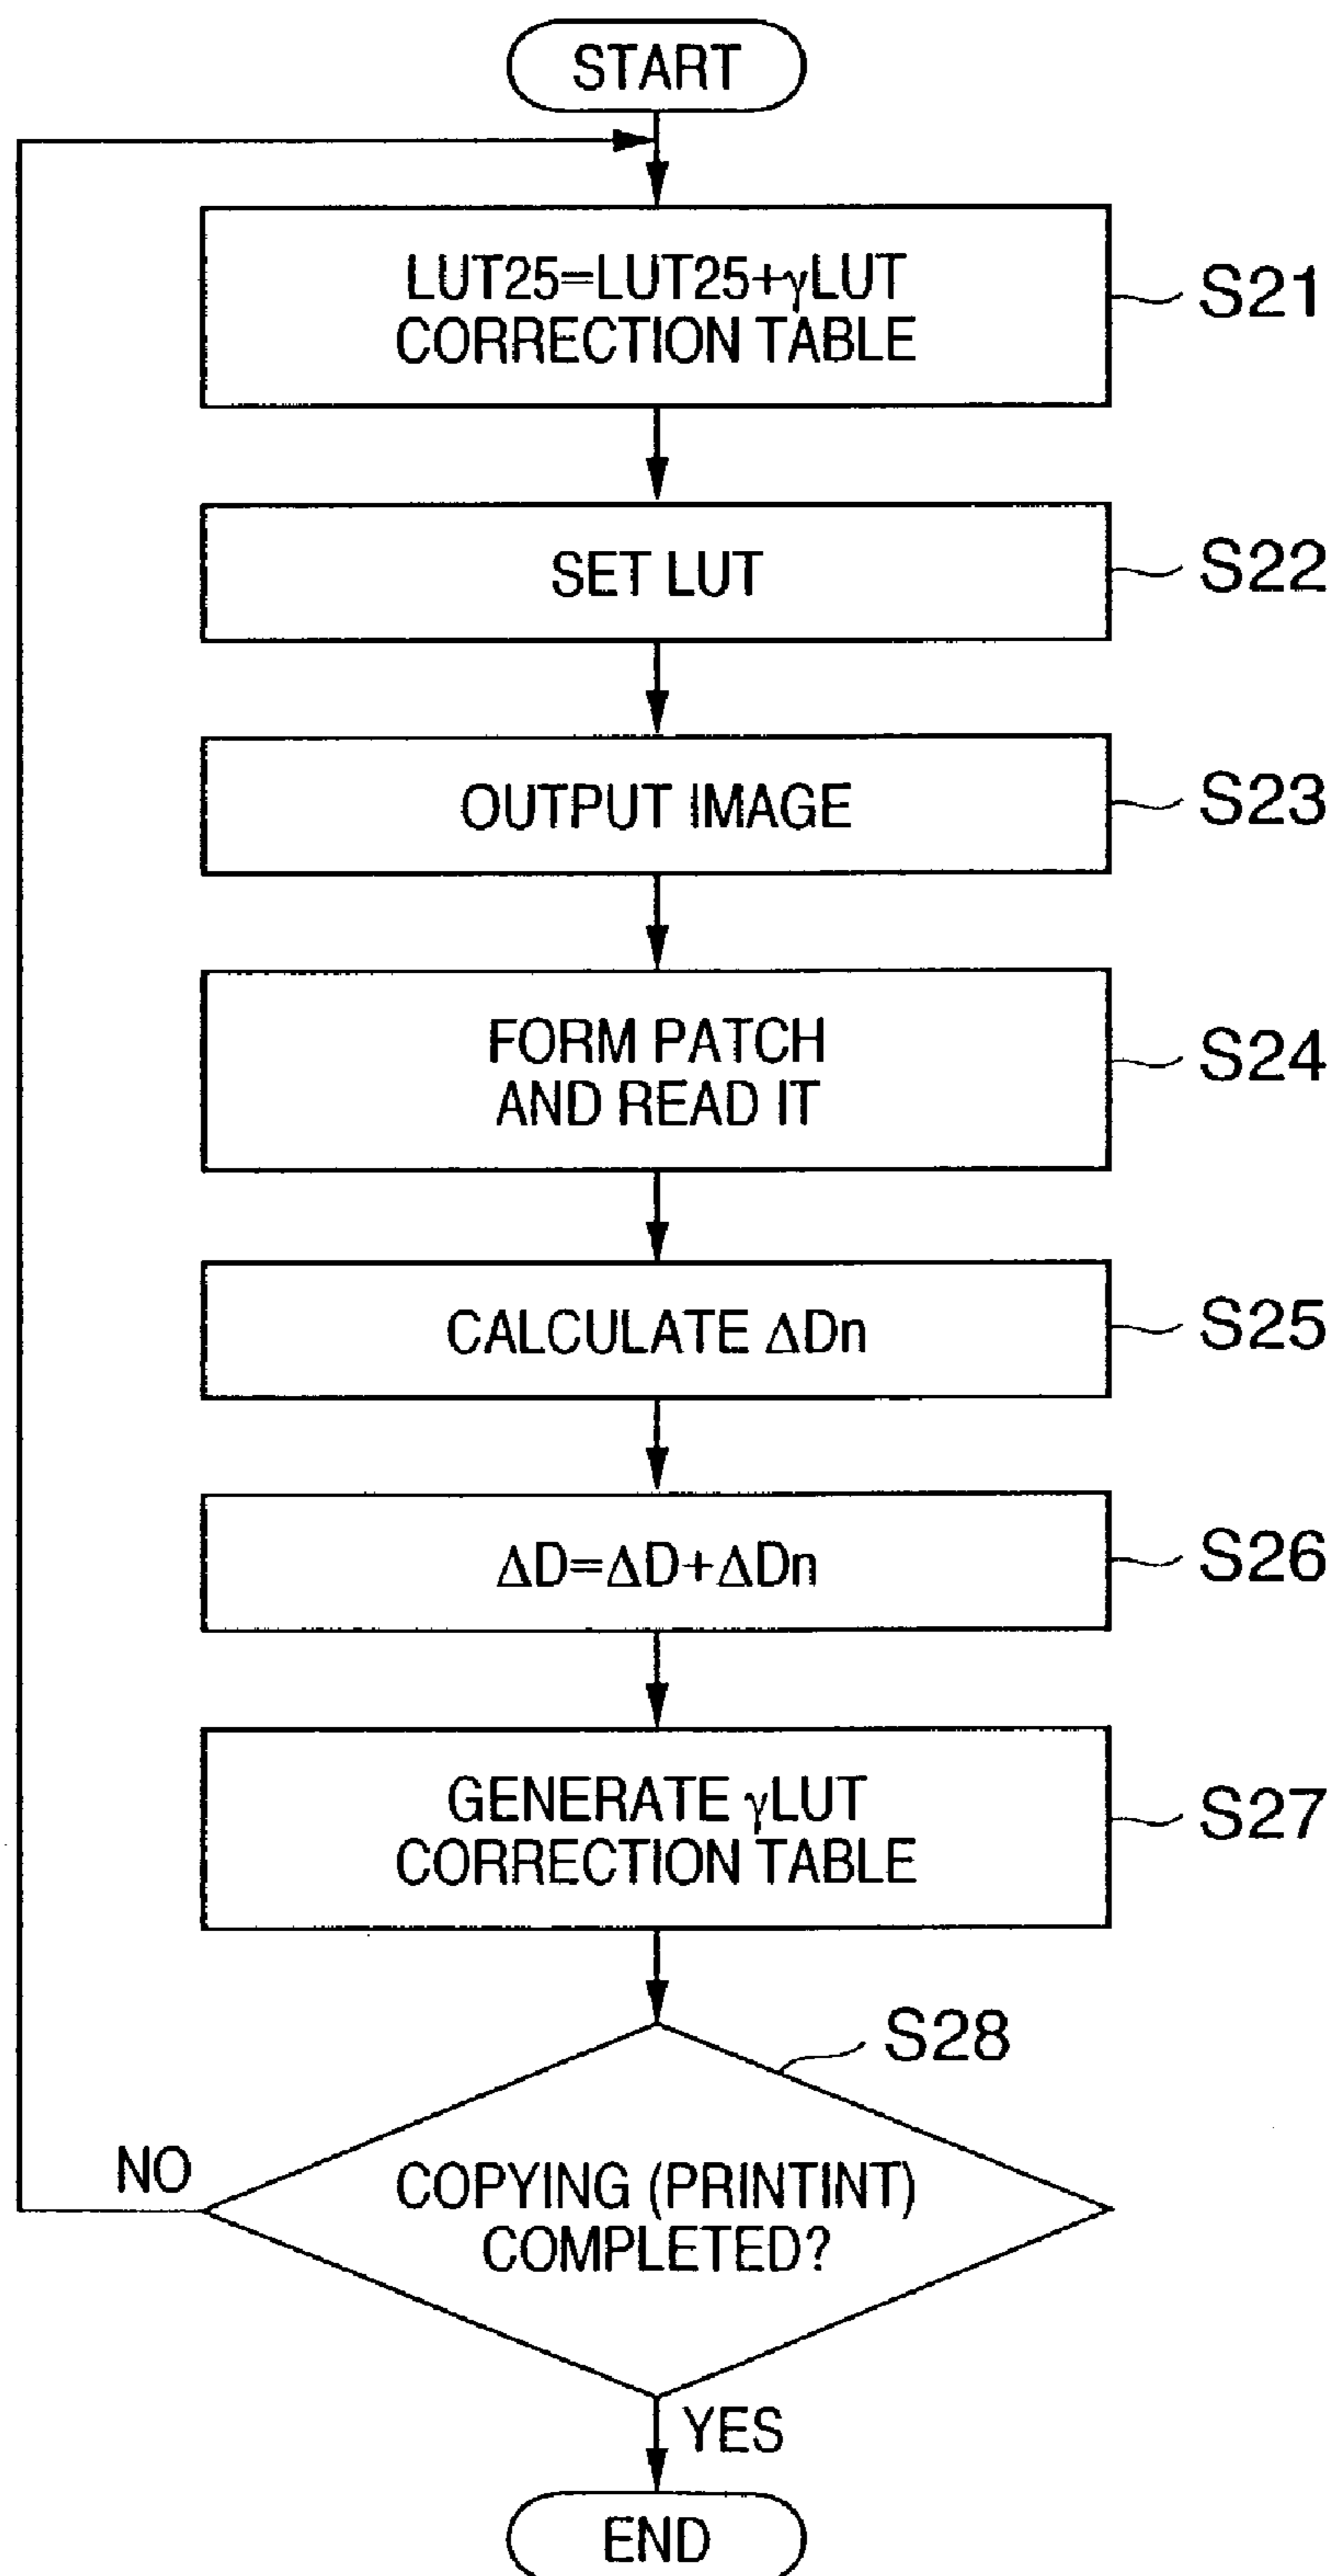 START
LUT25=LUT25+γLUT
CORRECTION TABLE
S21
SET LUT
S22
OUTPUT IMAGE
S23
FORM PATCH
AND READ IT
S24
CALCULATE ΔDn
S25
ΔD=ΔD+ΔDn
S26
GENERATE γLUT
CORRECTION TABLE
S27
S28
NO
COPYING (PRINTINT)
COMPLETED?
YES
END